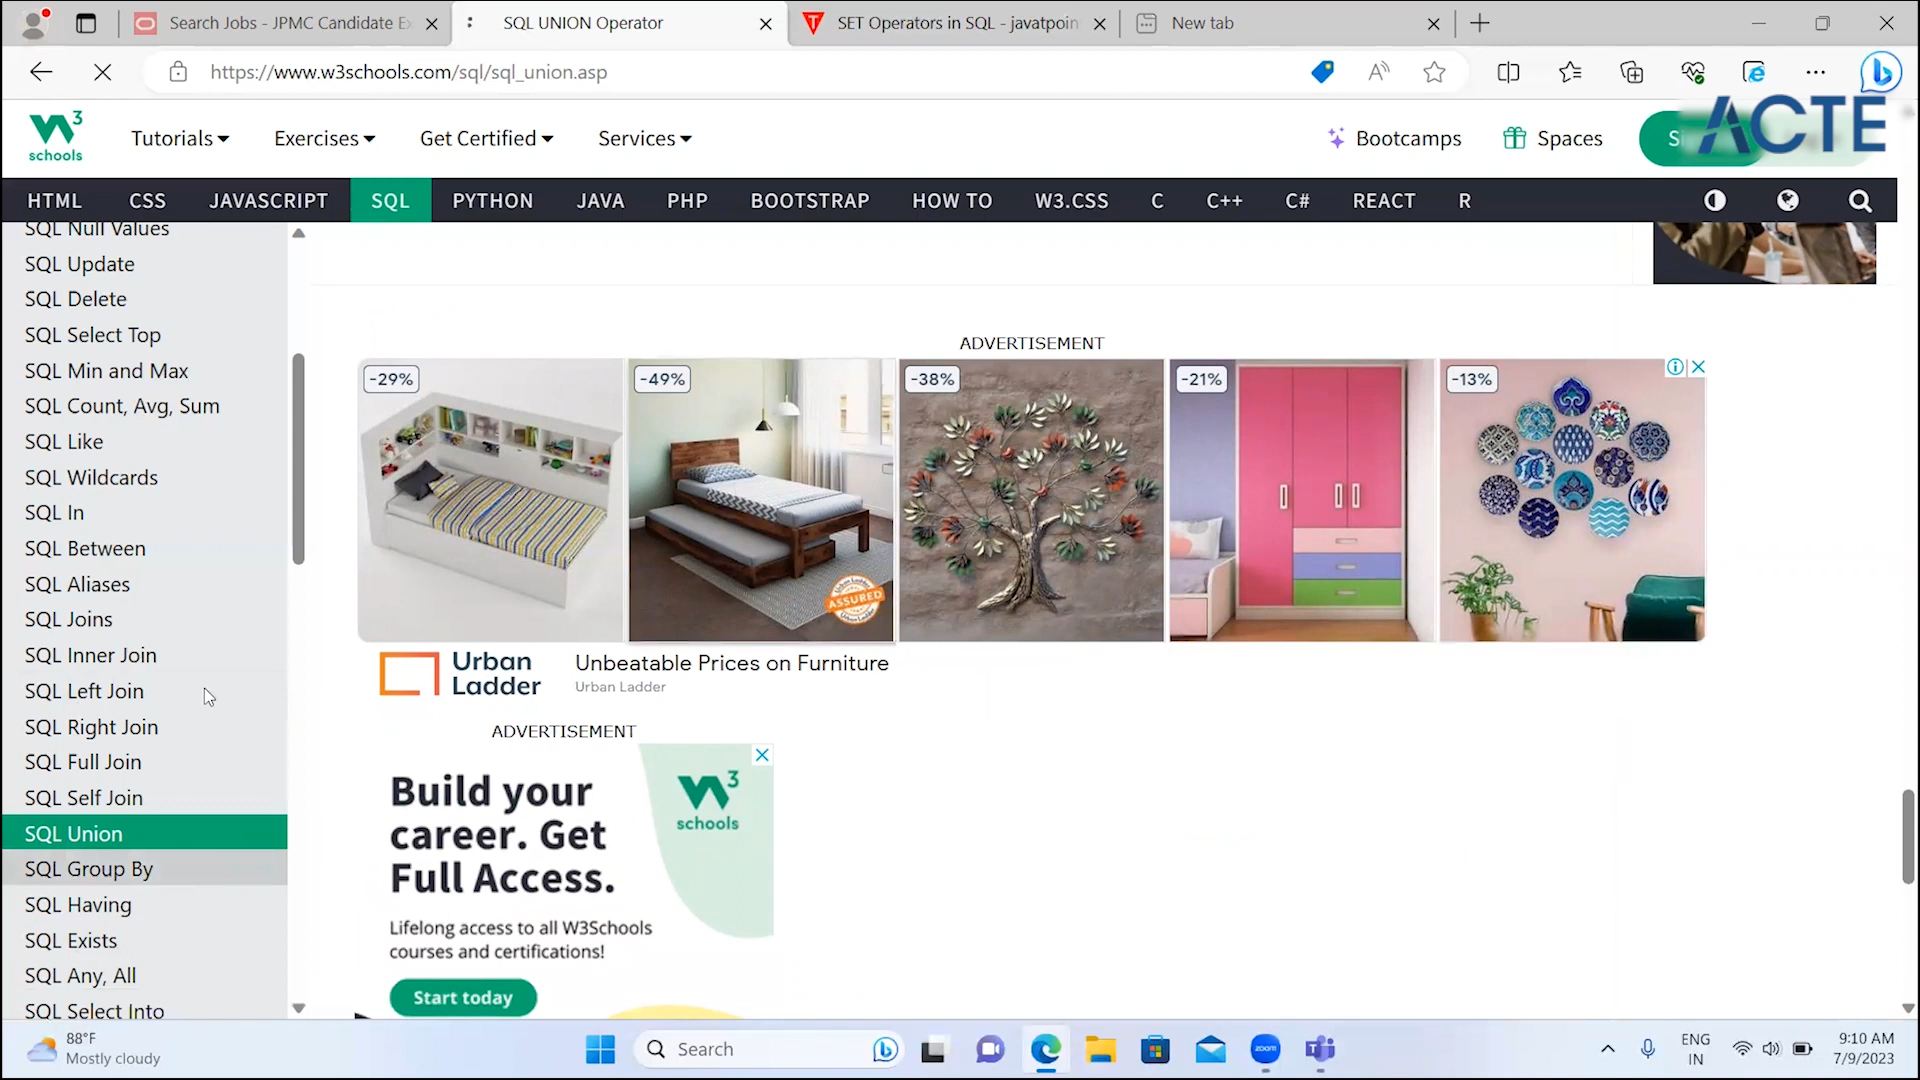 Search Jobs - JPMC Candidate Ex
SQL UNION Operator
SET Operators in SQL - javatpoin
New tab
https://www.w3schools.com/sql/sql_union.asp
W3 schools
Tutorials
Exercises
Get Certified
Services
Bootcamps
Spaces
Si
ACTE
HTML
CSS
JAVASCRIPT
SQL
PYTHON
JAVA
PHP
BOOTSTRAP
HOW TO
W3.CSS
C
C++
C#
REACT
R
SQL Null Values
SQL Update
SQL Delete
SQL Select Top
SQL Min and Max
SQL Count, Avg, Sum
SQL Like
SQL Wildcards
SQL In
SQL Between
SQL Aliases
SQL Joins
SQL Inner Join
SQL Left Join
SQL Right Join
SQL Full Join
SQL Self Join
SQL Union
SQL Group By
SQL Having
SQL Exists
SQL Any, All
SQL Select Into
ADVERTISEMENT
-29%
-49%
-38%
-21%
-13%
Urban Ladder
ASSURED
Urban
Ladder
Unbeatable Prices on Furniture
Urban Ladder
ADVERTISEMENT
Build your
career. Get
Full Access.
W3
schools
Lifelong access to all W3Schools
courses and certifications!
Start today
88°F
Mostly cloudy
Search
zoom
ENG
IN
9:10 AM
7/9/2023